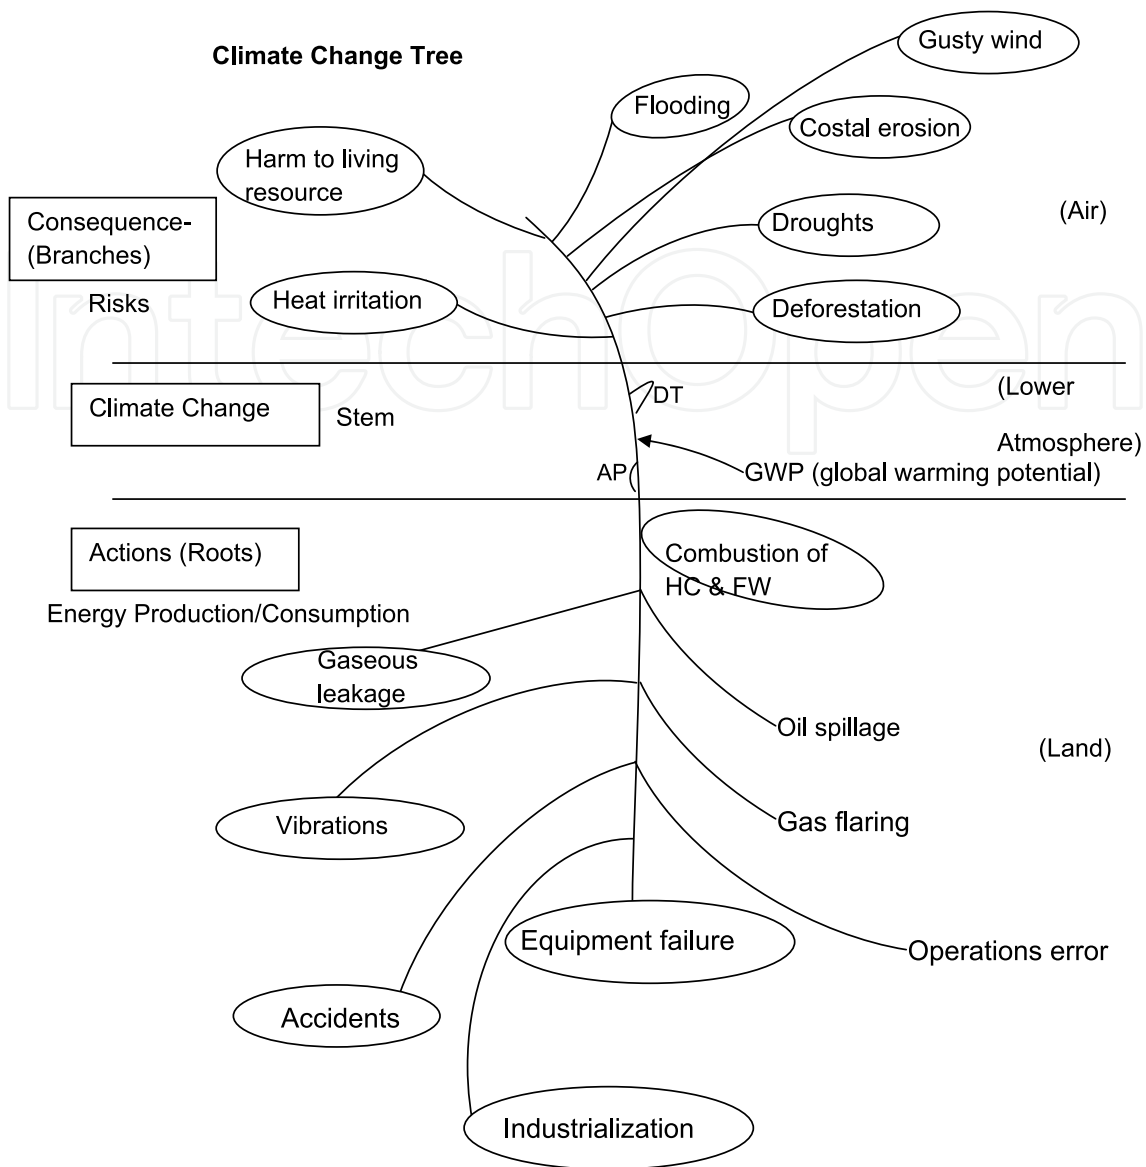 Climate Change Tree
Gusty wind
Flooding
Costal erosion
Harm to living
resource
Consequence-
(Branches)
(Air)
Droughts
Risks
Heat irritation
Deforestation
IntechOpen
Climate Change
Stem
DT
(Lower
Atmosphere)
AP
GWP (global warming potential)
Actions (Roots)
Combustion of
HC & FW
Energy Production/Consumption
Gaseous
leakage
Oil spillage
(Land)
Vibrations
Gas flaring
Equipment failure
Operations error
Accidents
Industrialization